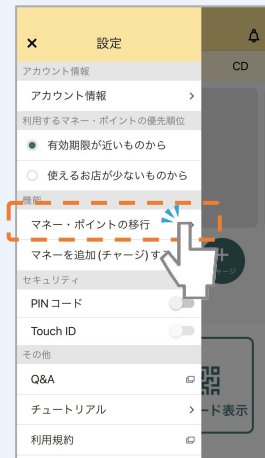 × 設定
CD
アカウント情報
アカウント情報
利用するマネー・ポイントの優先順位
有効期限が近いものから
使えるお店が少ないものから
機能
マネー・ポイントの移行
マネーを追加(チャージ)す
ージ
セキュリティ
PINコード
Touch ID
その他
Q&A
チュートリアル
ード表示
利用規約